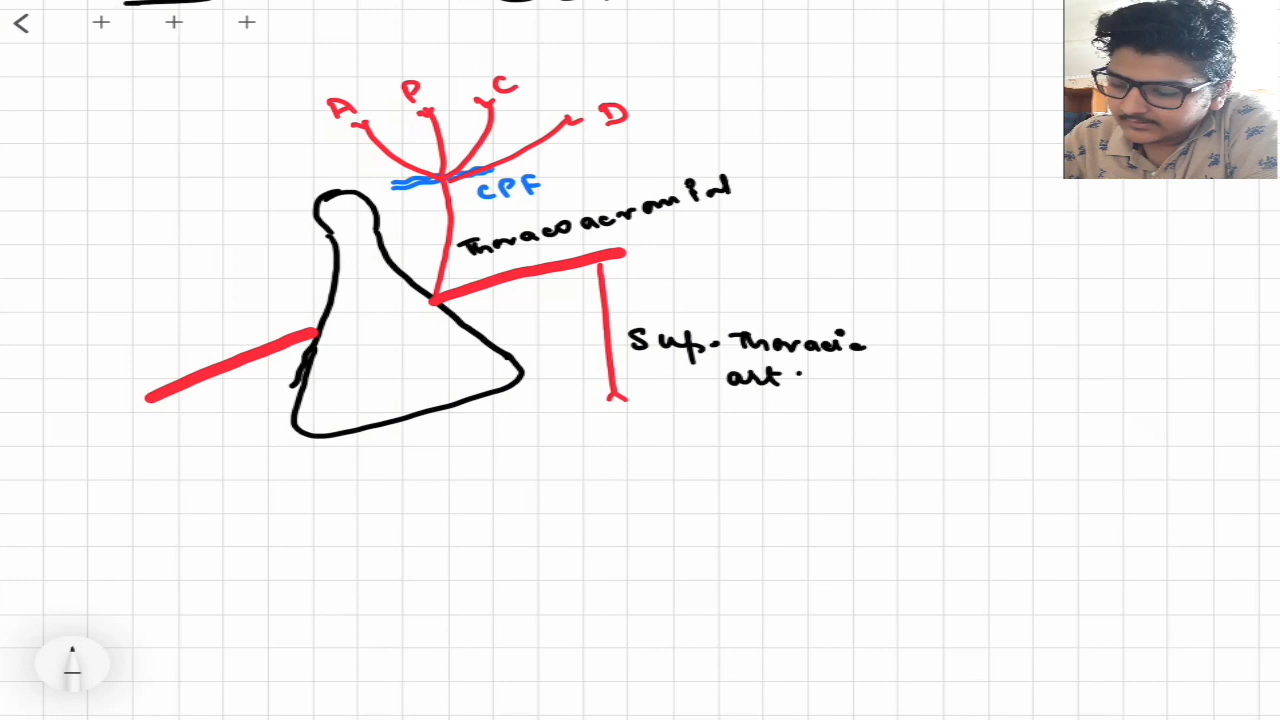 A P C D
CPF
Thoracoacromial
Sup. Thoracic
art.